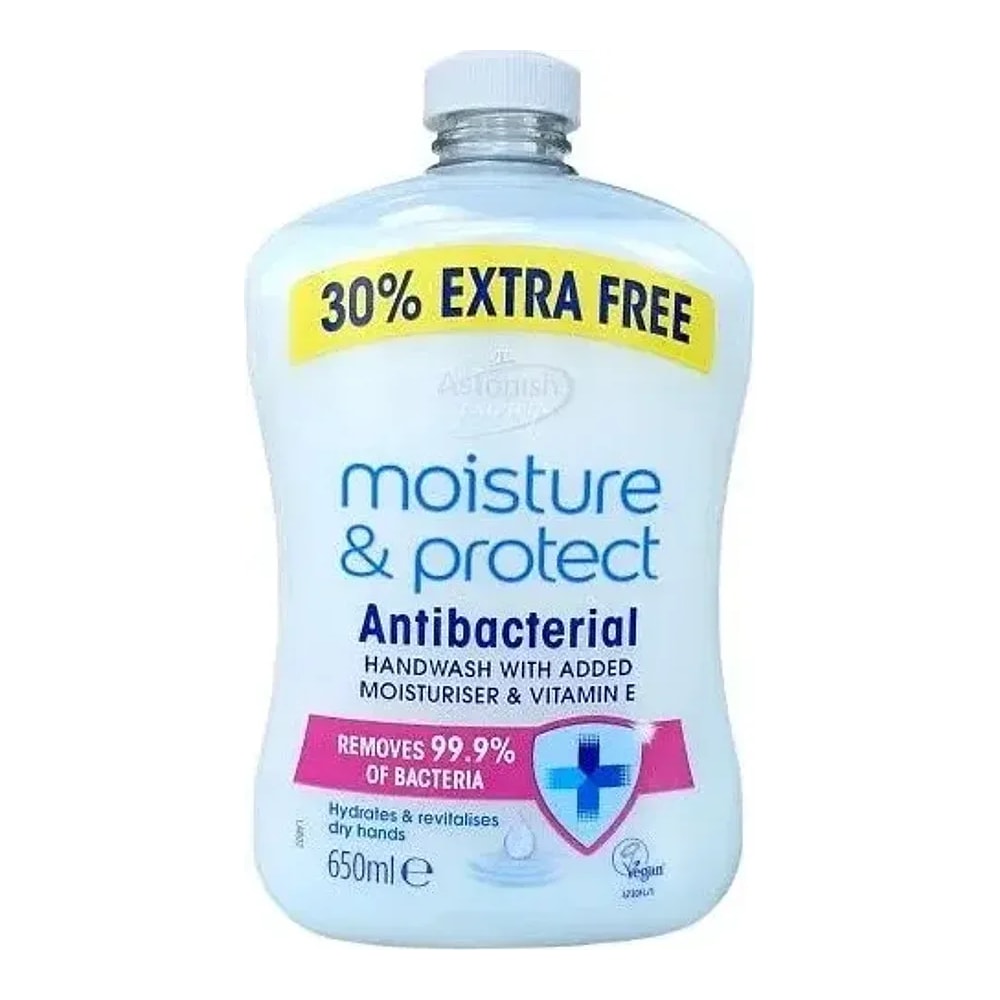 30% EXTRA FREE
Astonish
moisture
& protect
Antibacterial
HANDWASH WITH ADDED
MOISTURISER & VITAMIN E
REMOVES 99.9%
OF BACTERIA
Hydrates & revitalises
dry hands
650ml e
Vegan